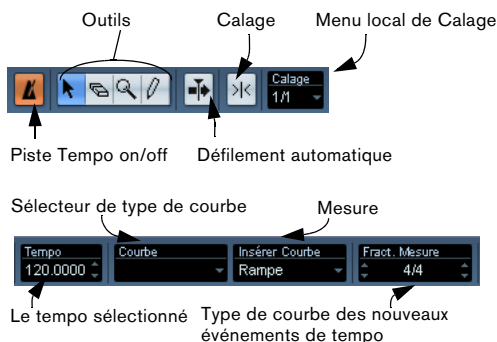 Outils
Calage
Menu local de Calage
Calage
1/1
Piste Tempo on/off
Défilement automatique
Sélecteur de type de courbe
Mesure
Tempo
Courbe
Insérer Courbe
Fract. Mesure
120.0000
Rampe
4/4
Le tempo sélectionné
Type de courbe des nouveaux
événements de tempo